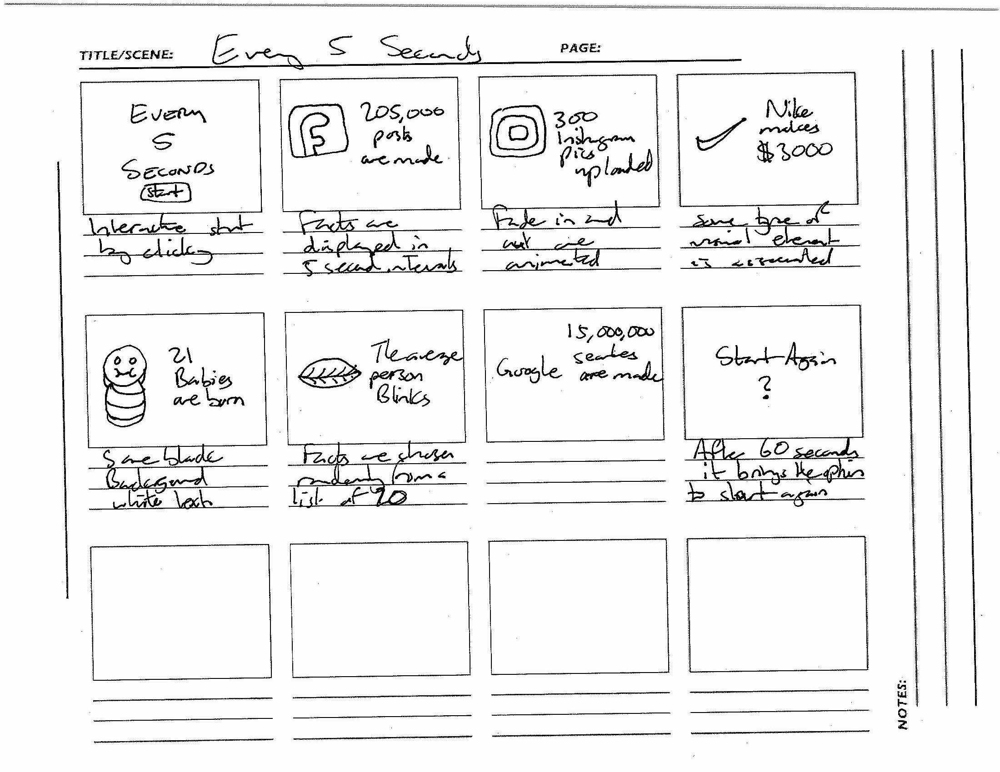 TITLE/SCENE: Every 5 Seconds
PAGE:
EVERY
5
SECONDS
start
Interactive start
by clicking
205,000
posts
are made
Facts are
displayed in
5 second intervals
300
Instagram
pics
uploaded
Fade in and
out are
animated
Nike
makes
$3000
Some type of
visual element
is associated
21
Babies
are born
Same black
Background
white text
The average
person
Blinks
Facts are chosen
randomly from a
list of 20
15,000,000
Google searches
are made
Start Again
?
After 60 seconds
it brings the option
to start again
NOTES: